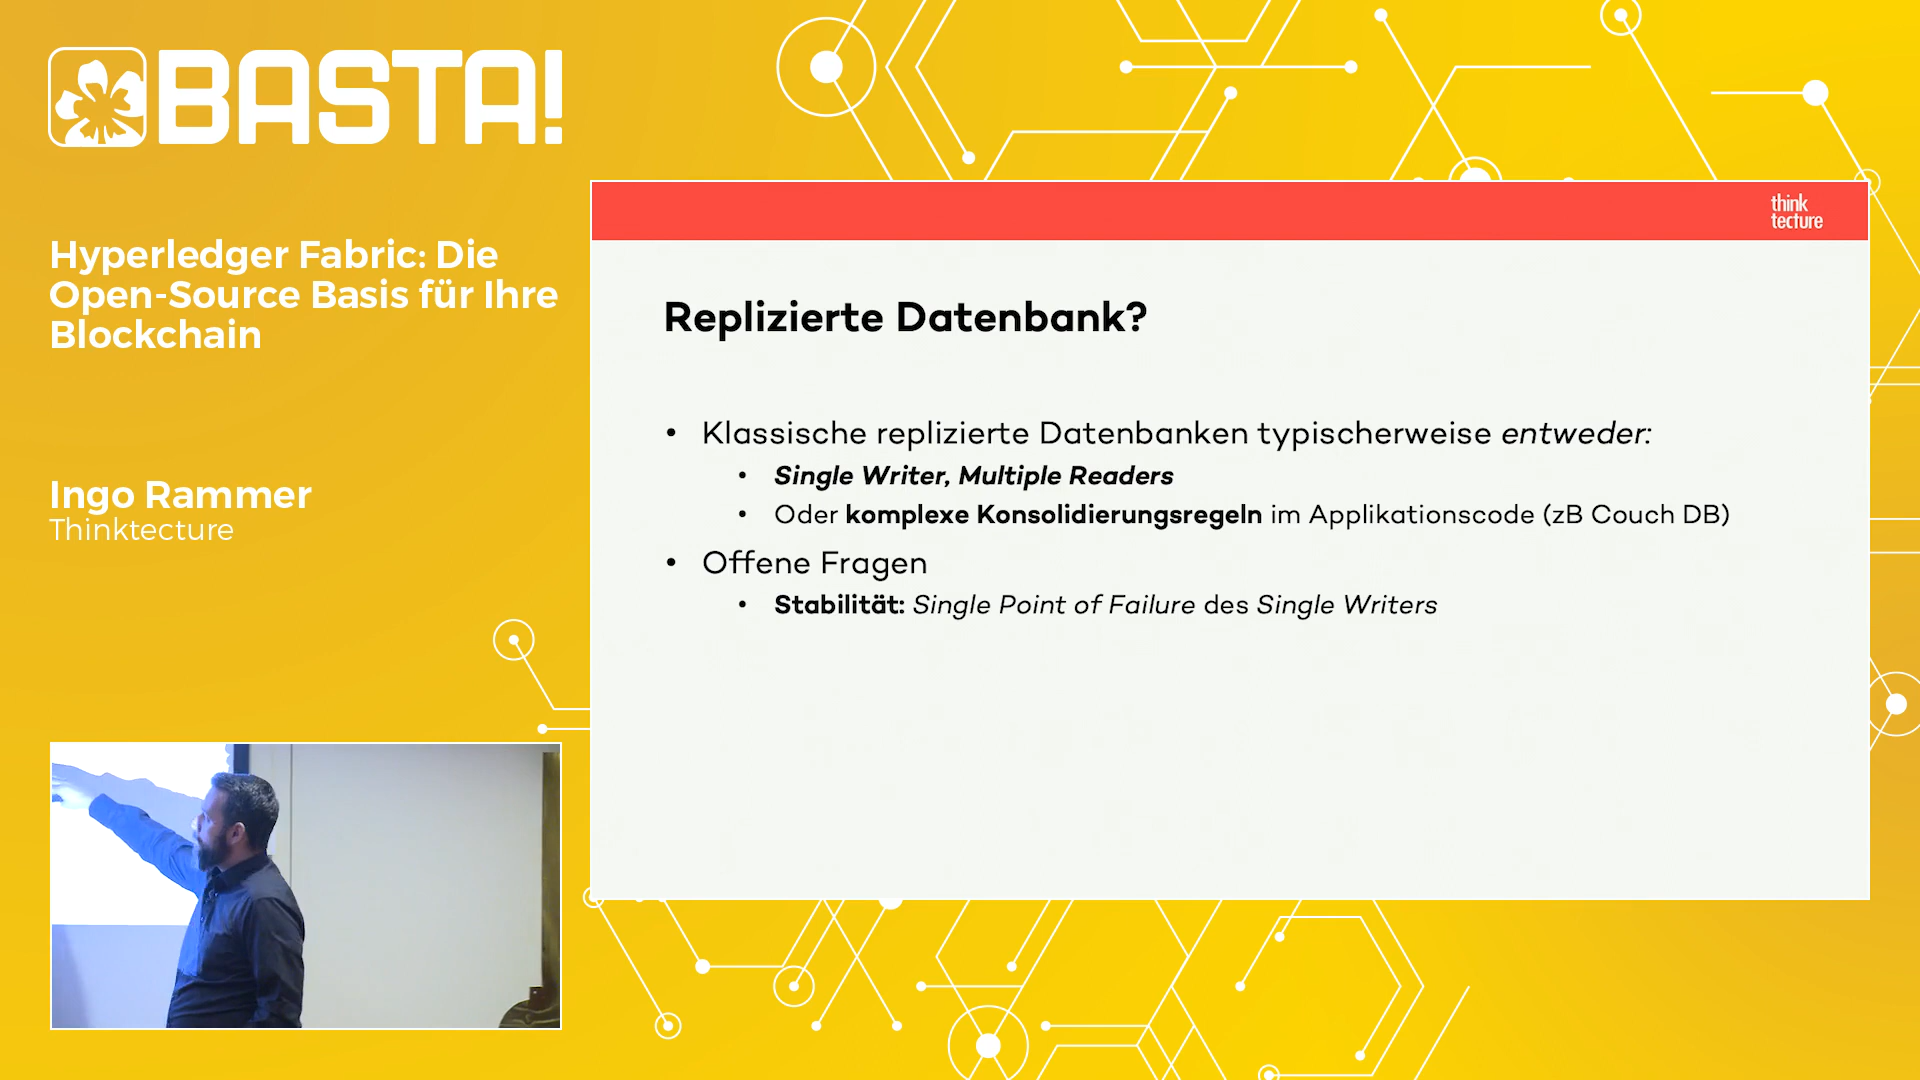 BASTA!
Hyperledger Fabric: Die
Open-Source Basis für Ihre
Blockchain
Ingo Rammer
Thinktecture
think
tecture
Replizierte Datenbank?
• Klassische replizierte Datenbanken typischerweise entweder:
• Single Writer, Multiple Readers
• Oder komplexe Konsolidierungsregeln im Applikationscode (zB Couch DB)
• Offene Fragen
• Stabilität: Single Point of Failure des Single Writers